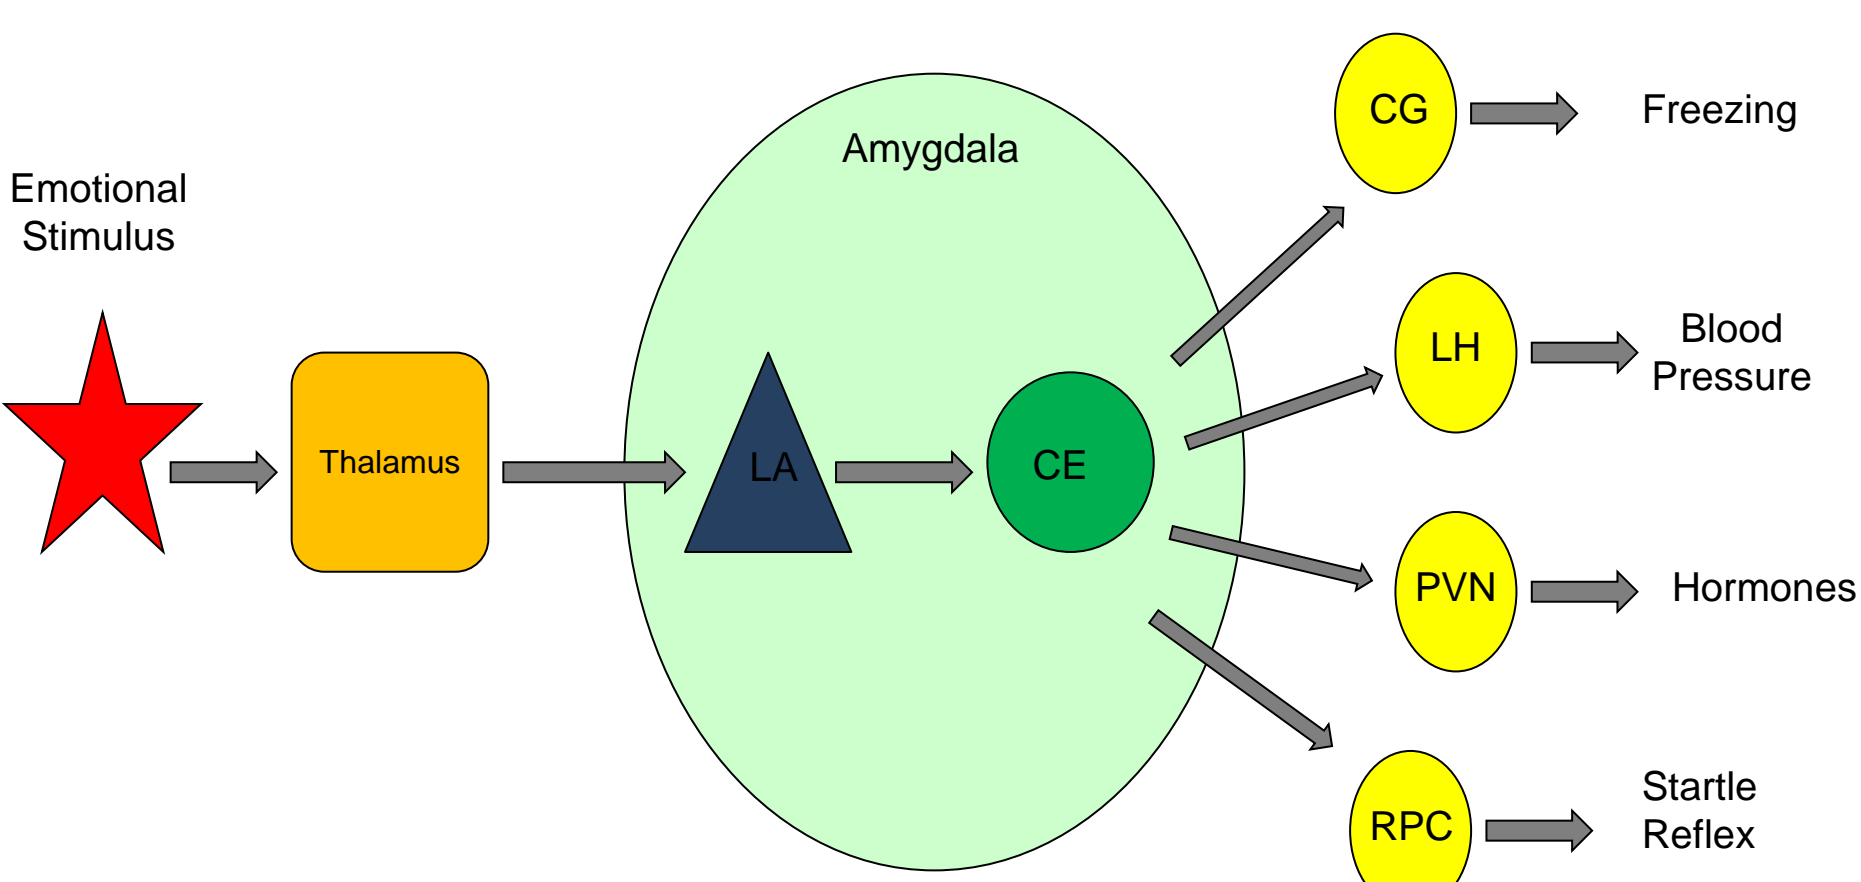 Emotional
Stimulus
Thalamus
Amygdala
LA
CE
CG
Freezing
LH
Blood
Pressure
PVN
Hormones
RPC
Startle
Reflex